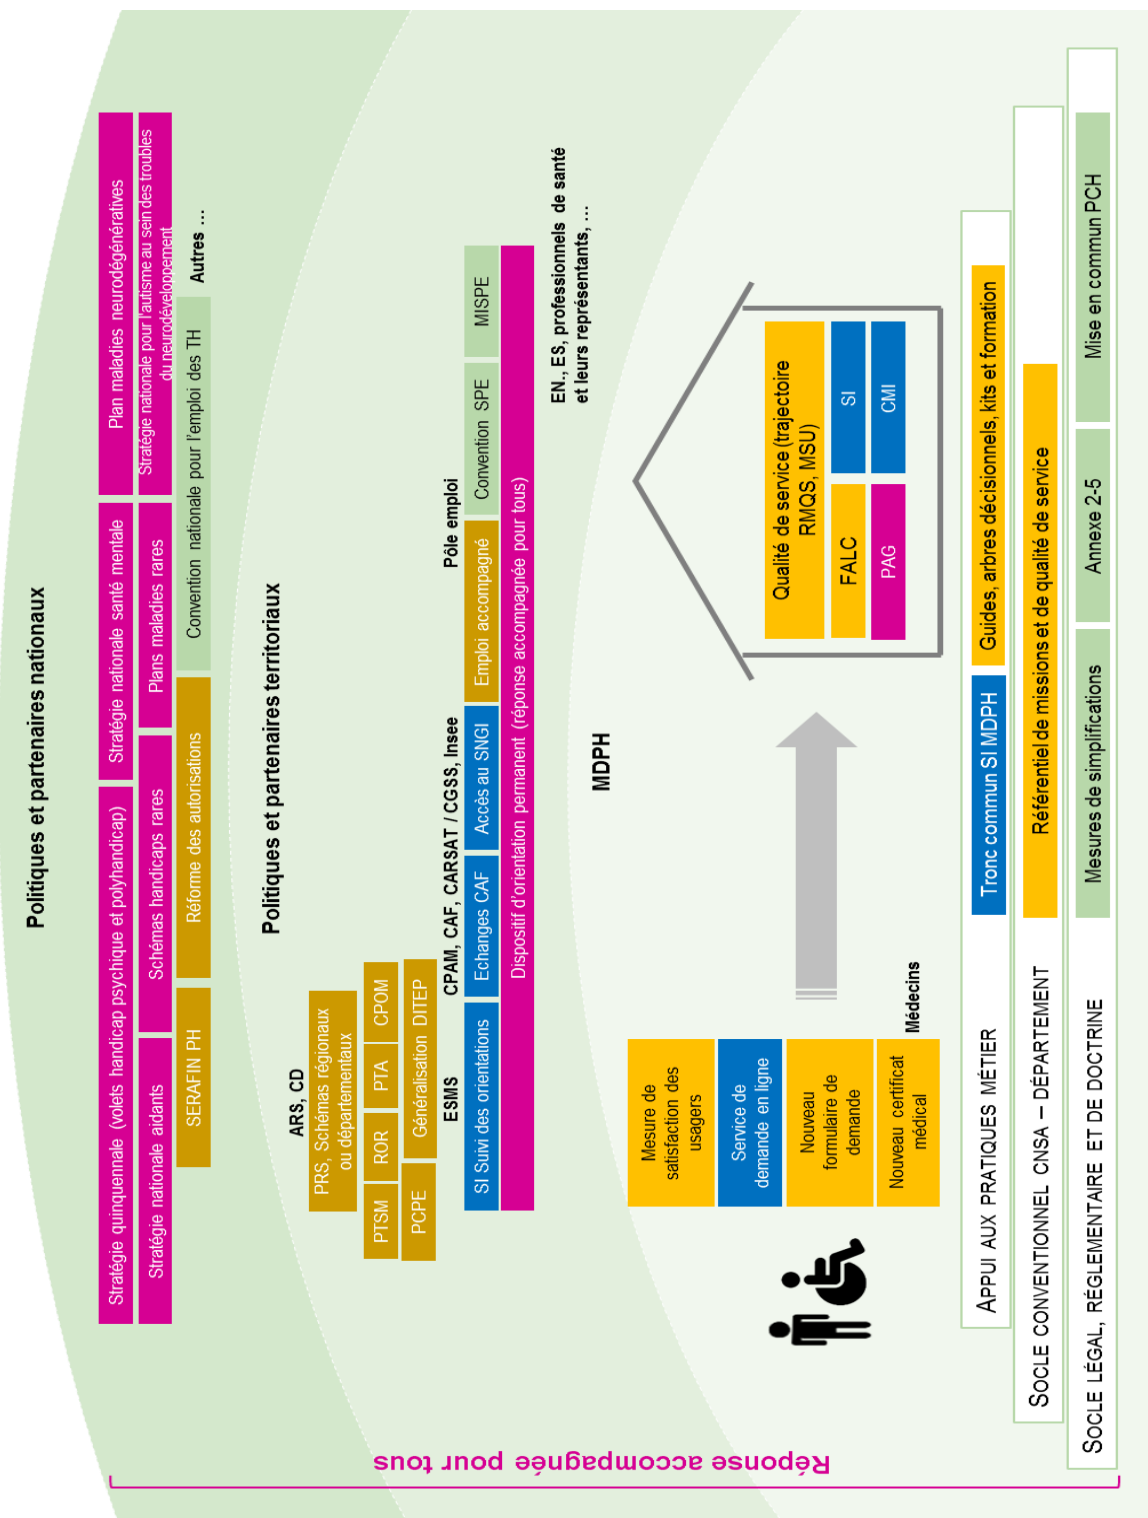 Politiques et partenaires nationaux
Stratégie quinquennale (volets handicap psychique et polyhandicap)
Stratégie nationale santé mentale
Plan maladies neurodégénératives
Stratégie nationale aidants
Schémas handicaps rares
Plans maladies rares
Stratégie nationale pour l'autisme au sein des troubles
du neurodéveloppement
SERAFIN PH
Réforme des autorisations
Convention nationale pour l'emploi des TH
Autres ...
Politiques et partenaires territoriaux
ARS, CD
PRS, Schémas régionaux
ou départementaux
PTSM
ROR
PTA
CPOM
PCPE
Généralisation DITEP
ESMS
CPAM, CAF, CARSAT / CGSS, Insee
Pôle emploi
SI Suivi des orientations
Echanges CAF
Accès au SNGI
Emploi accompagné
Convention SPE
MISPE
Dispositif d'orientation permanent (réponse accompagnée pour tous)
EN., ES, professionnels de santé
et leurs représentants, ...
MDPH
Mesure de
satisfaction des
usagers
Service de
demande en ligne
Nouveau
formulaire de
demande
Nouveau certificat
médical
Médecins
Qualité de service (trajectoire
RMQS, MSU)
FALC
SI
PAG
CMI
APPUI AUX PRATIQUES MÉTIER
Tronc commun SI MDPH
Guides, arbres décisionnels, kits et formation
SOCLE CONVENTIONNEL CNSA – DÉPARTEMENT
Référentiel de missions et de qualité de service
SOCLE LÉGAL, RÉGLEMENTAIRE ET DE DOCTRINE
Mesures de simplifications
Annexe 2-5
Mise en commun PCH
Réponse accompagnée pour tous